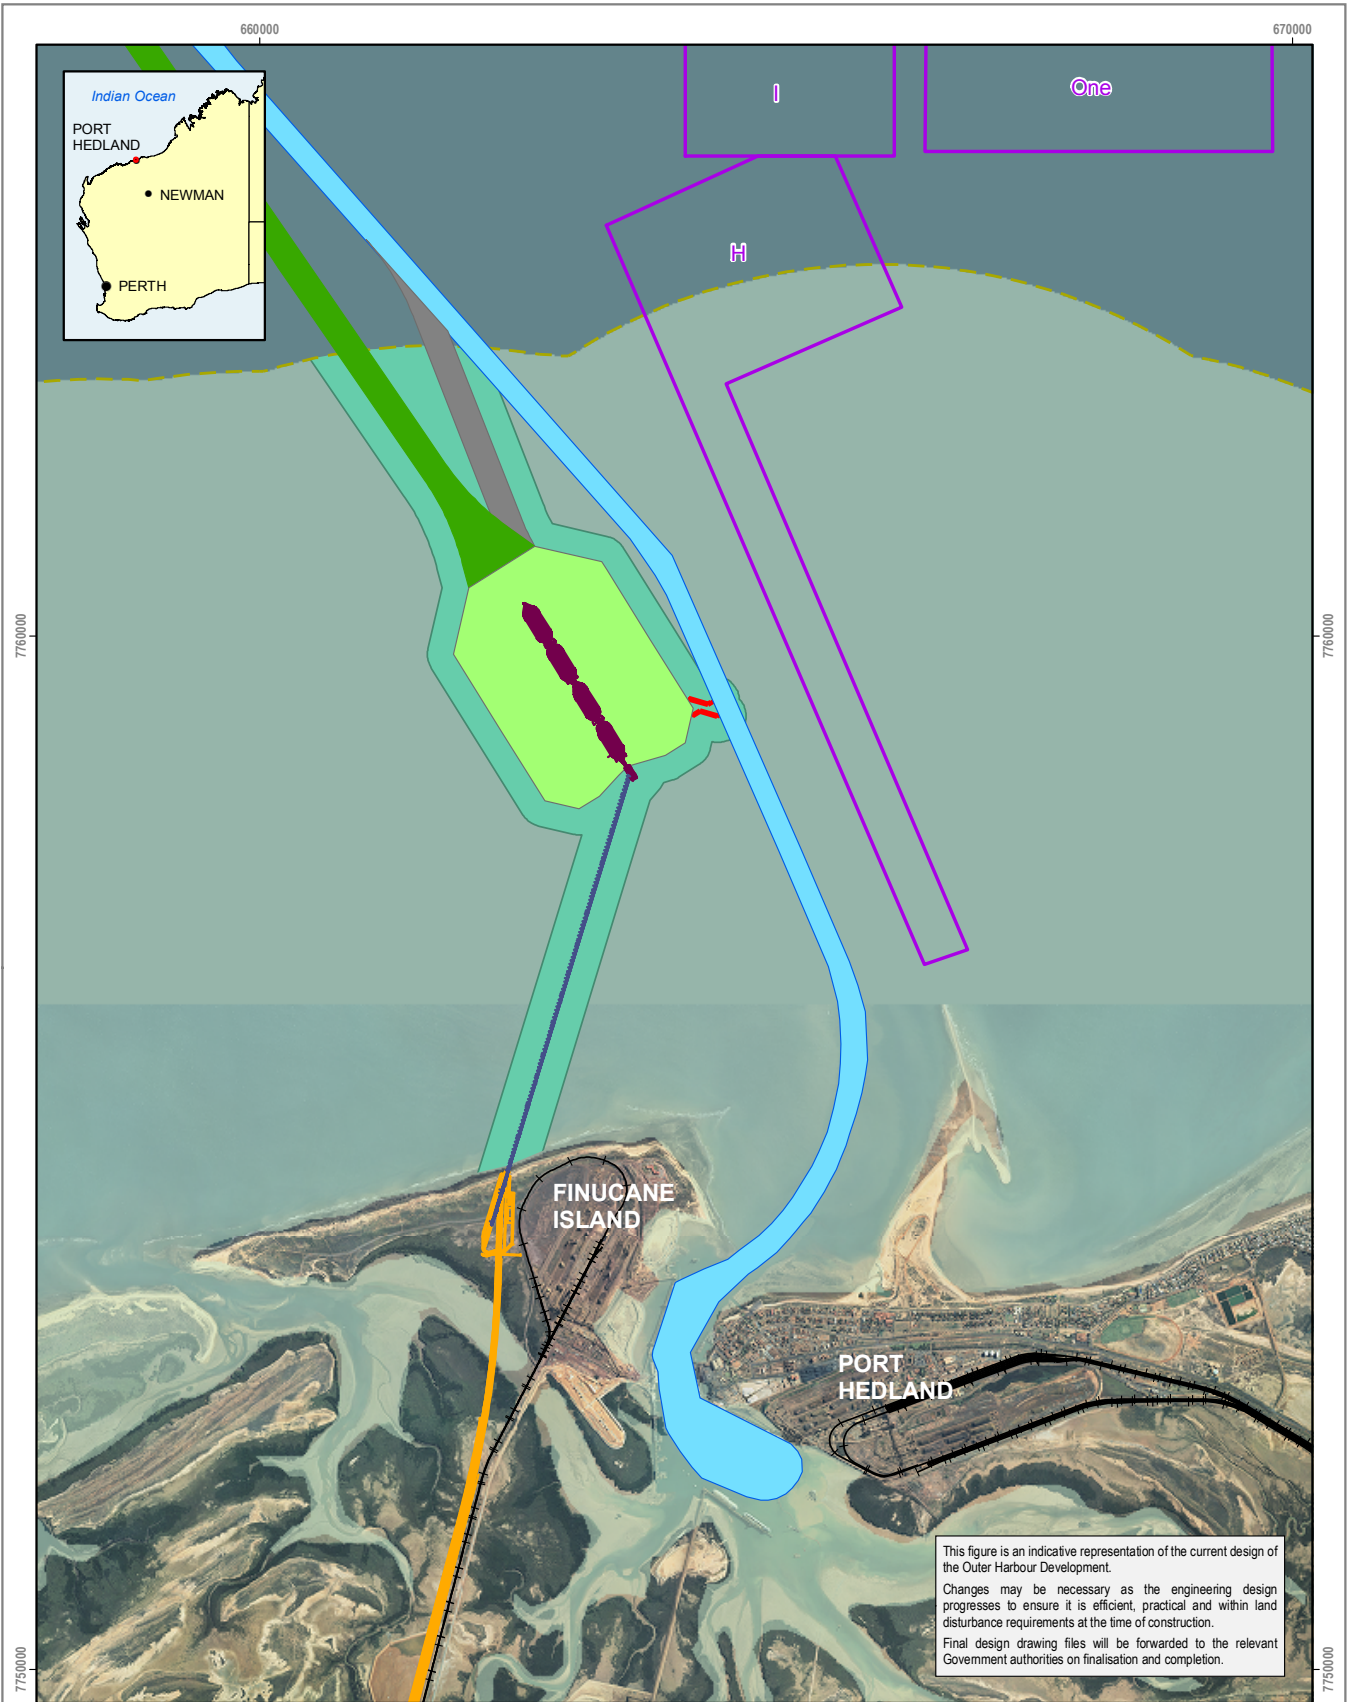 660000
670000
Indian Ocean
PORT
HEDLAND
NEWMAN
PERTH
I
One
H
7760000
7760000
FINUCANE
ISLAND
PORT
HEDLAND
This figure is an indicative representation of the current design of
the Outer Harbour Development.
Changes may be necessary as the engineering design
progresses to ensure it is efficient, practical and within land
disturbance requirements at the time of construction.
Final design drawing files will be forwarded to the relevant
Government authorities on finalisation and completion.
7750000
7750000